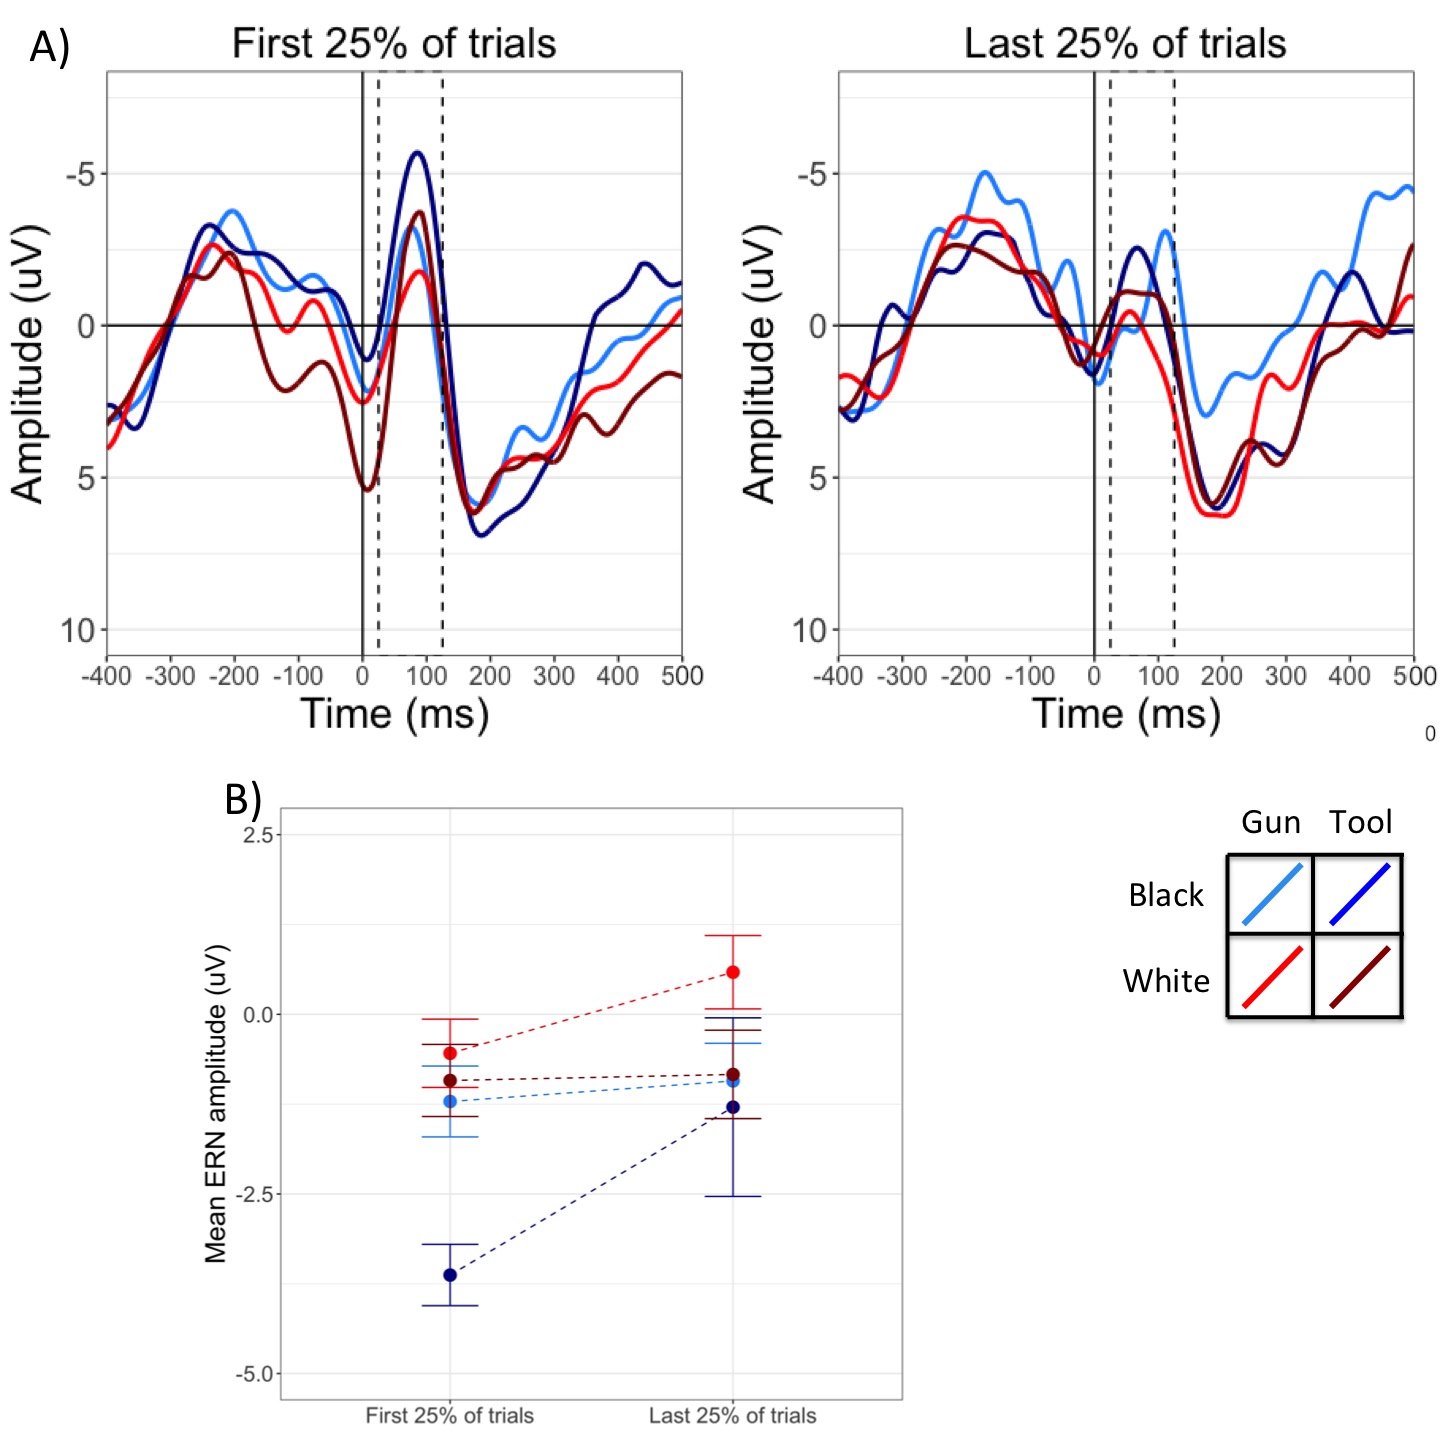 A)
First 25% of trials
Last 25% of trials
Amplitude (uV)
-5
0
5
10
-400 -300 -200 -100 0 100 200 300 400 500
Time (ms)
Amplitude (uV)
-5
0
5
10
-400 -300 -200 -100 0 100 200 300 400 500
Time (ms)
0
B)
Mean ERN amplitude (uV)
2.5
0.0
-2.5
-5.0
First 25% of trials
Last 25% of trials
Gun Tool
Black
White